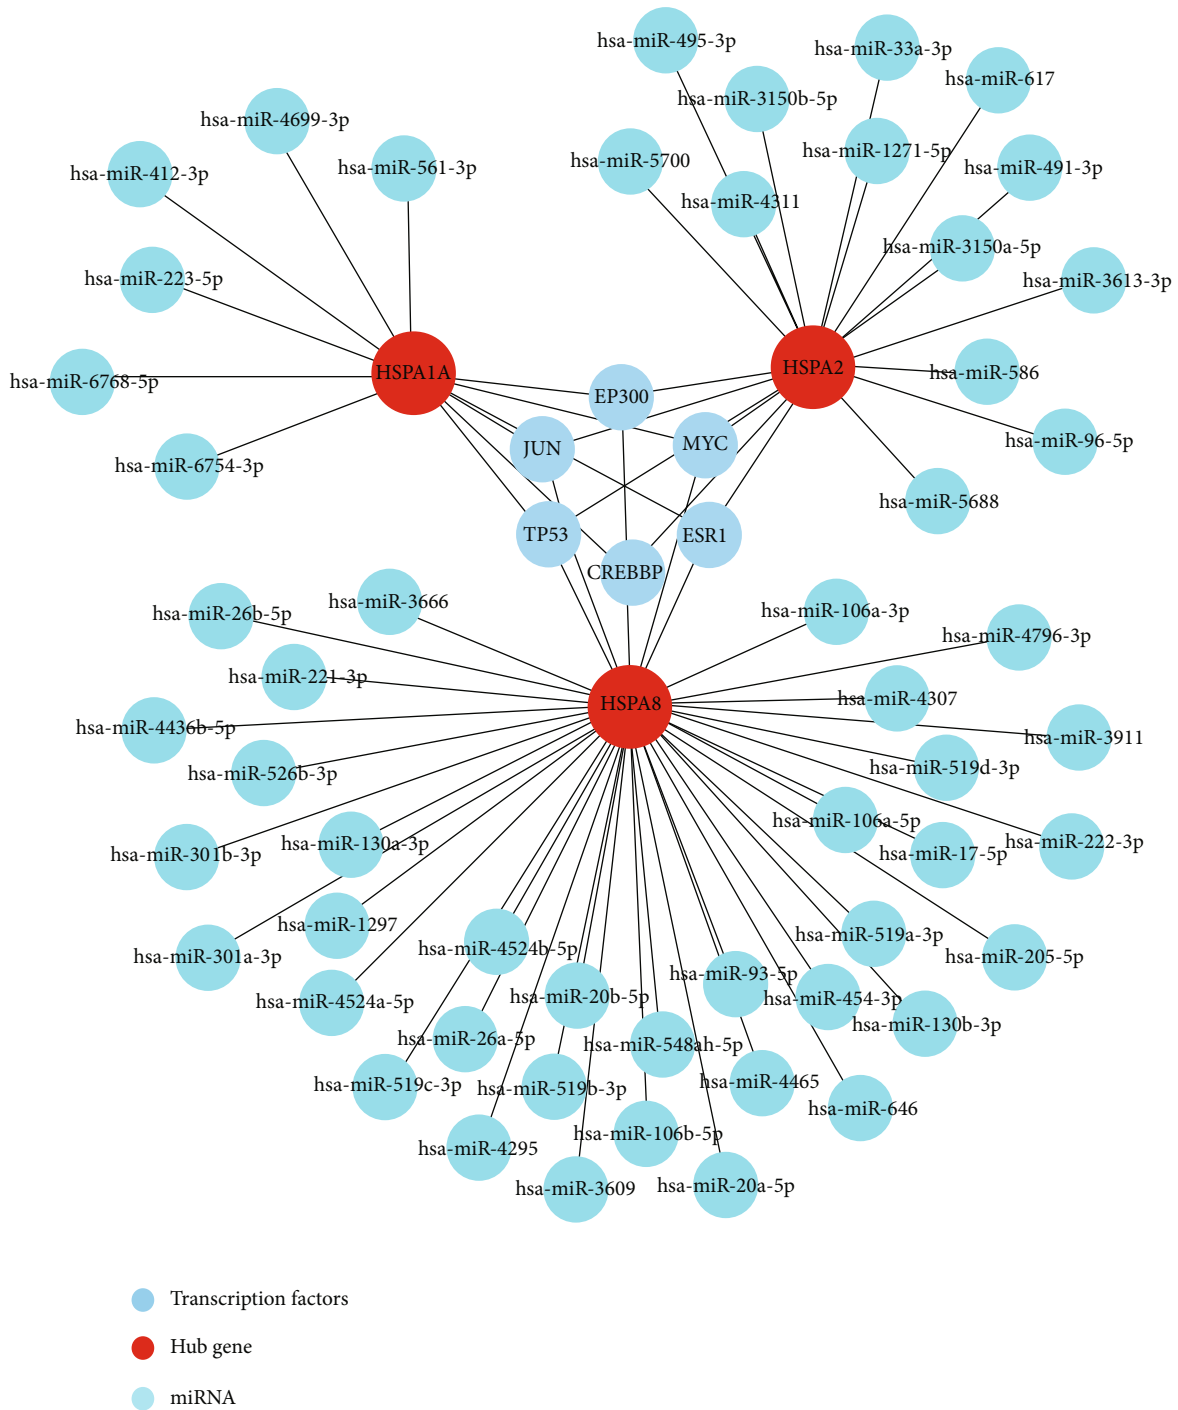 hsa-miR-495-3p
hsa-miR-33a-3p
hsa-miR-617
hsa-miR-3150b-5p
hsa-miR-4699-3p
hsa-miR-1271-5p
hsa-miR-5700
hsa-miR-561-3p
hsa-miR-491-3p
hsa-miR-412-3p
hsa-miR-4311
hsa-miR-3150a-5p
hsa-miR-223-5p
hsa-miR-3613-3p
HSPA1A
HSPA2
hsa-miR-586
hsa-miR-6768-5p
EP300
JUN
MYC
hsa-miR-96-5p
hsa-miR-6754-3p
hsa-miR-5688
TP53
ESR1
CREBBP
hsa-miR-3666
hsa-miR-26b-5p
hsa-miR-106a-3p
hsa-miR-4796-3p
hsa-miR-221-3p
HSPA8
hsa-miR-4307
hsa-miR-4436b-5p
hsa-miR-3911
hsa-miR-526b-3p
hsa-miR-519d-3p
hsa-miR-106a-5p
hsa-miR-130a-3p
hsa-miR-222-3p
hsa-miR-301b-3p
hsa-miR-17-5p
hsa-miR-1297
hsa-miR-519a-3p
hsa-miR-4524b-5p
hsa-miR-301a-3p
hsa-miR-205-5p
hsa-miR-93-5p
hsa-miR-4524a-5p
hsa-miR-20b-5p
hsa-miR-454-3p
hsa-miR-130b-3p
hsa-miR-26a-5p
hsa-miR-548ah-5p
hsa-miR-519c-3p
hsa-miR-519b-3p
hsa-miR-4465
hsa-miR-646
hsa-miR-106b-5p
hsa-miR-4295
hsa-miR-3609
hsa-miR-20a-5p
Transcription factors
Hub gene
miRNA